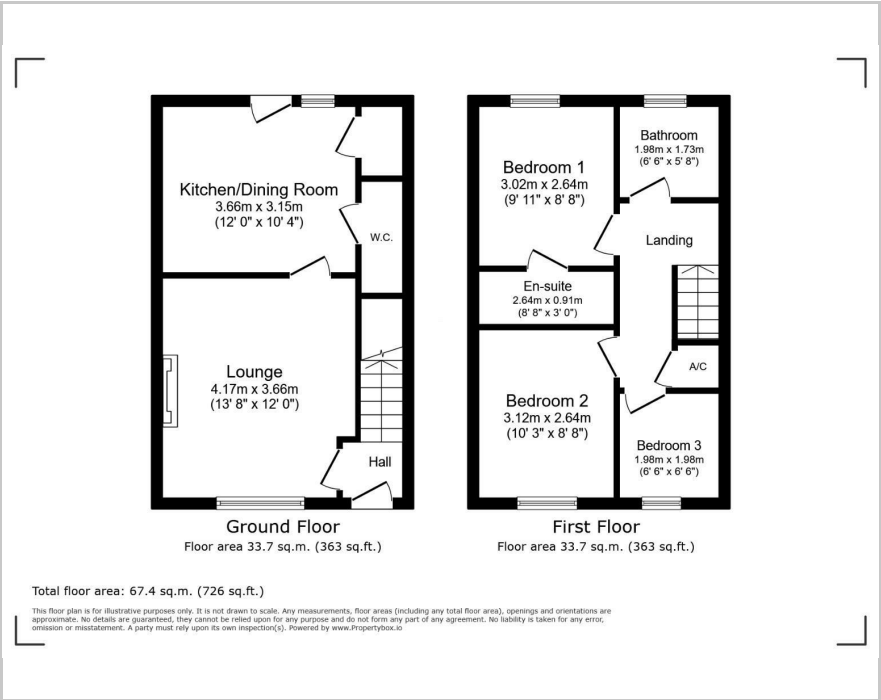 Kitchen/Dining Room
3.66m x 3.15m
(12' 0" x 10' 4")
W.C.
Lounge
4.17m x 3.66m
(13' 8" x 12' 0")
Hall
Ground Floor
Floor area 33.7 sq.m. (363 sq.ft.)
Bedroom 1
3.02m x 2.64m
(9' 11" x 8' 8")
Bathroom
1.98m x 1.73m
(6' 6" x 5' 8")
Landing
En-suite
2.64m x 0.91m
(8' 8" x 3' 0")
A/C
Bedroom 2
3.12m x 2.64m
(10' 3" x 8' 8")
Bedroom 3
1.98m x 1.98m
(6' 6" x 6' 6")
First Floor
Floor area 33.7 sq.m. (363 sq.ft.)
Total floor area: 67.4 sq.m. (726 sq.ft.)
This floor plan is for illustrative purposes only. It is not drawn to scale. Any measurements, floor areas (including any total floor area), openings and orientations are
approximate. No details are guaranteed, they cannot be relied upon for any purpose and do not form any part of any agreement. No liability is taken for any error,
omission or misstatement. A party must rely upon its own inspection(s). Powered by www.Propertybox.io